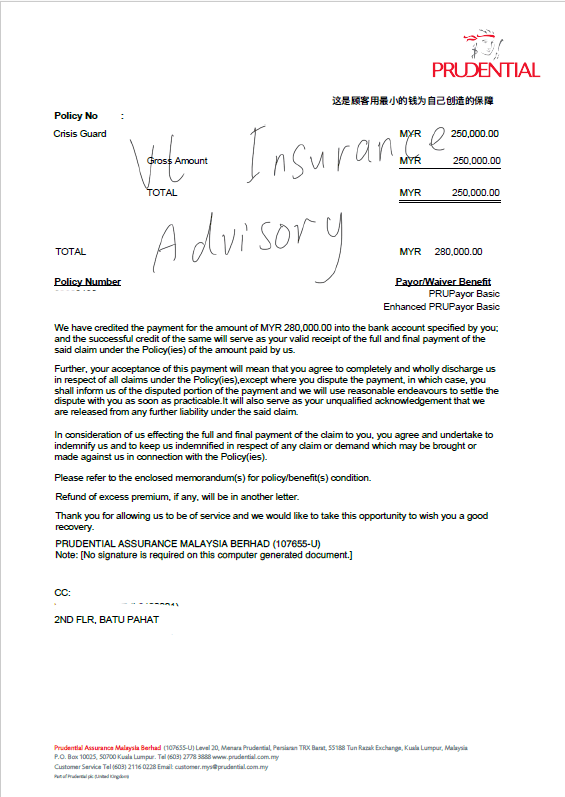 PRUDENTIAL
这是顾客用最小的钱为自己创造的保障
Policy No :
Crisis Guard MYR 250,000.00
Gross Amount MYR 250,000.00
TOTAL MYR 250,000.00
VL Insurance
Advisory
TOTAL MYR 280,000.00
Policy Number Payor/Waiver Benefit
PRUPayor Basic
Enhanced PRUPayor Basic
We have credited the payment for the amount of MYR 280,000.00 into the bank account specified by you;
and the successful credit of the same will serve as your valid receipt of the full and final payment of the
said claim under the Policy(ies) of the amount paid by us.
Further, your acceptance of this payment will mean that you agree to completely and wholly discharge us
in respect of all claims under the Policy(ies),except where you dispute the payment, in which case, you
shall inform us of the disputed portion of the payment and we will use reasonable endeavours to settle the
dispute with you as soon as practicable.It will also serve as your unqualified acknowledgement that we
are released from any further liability under the said claim.
In consideration of us effecting the full and final payment of the claim to you, you agree and undertake to
indemnify us and to keep us indemnified in respect of any claim or demand which may be brought or
made against us in connection with the Policy(ies).
Please refer to the enclosed memorandum(s) for policy/benefit(s) condition.
Refund of excess premium, if any, will be in another letter.
Thank you for allowing us to be of service and we would like to take this opportunity to wish you a good
recovery.
PRUDENTIAL ASSURANCE MALAYSIA BERHAD (107655-U)
Note: [No signature is required on this computer generated document.]
CC:
2ND FLR, BATU PAHAT
Prudential Assurance Malaysia Berhad (107655-U) Level 20, Menara Prudential, Persiaran TRX Barat, 55188 Tun Razak Exchange, Kuala Lumpur, Malaysia
P.O. Box 10025, 50700 Kuala Lumpur. Tel (603) 2778 3888 www.prudential.com.my
Customer Service Tel (603) 2116 0228 Email: customer.mys@prudential.com.my
Part of Prudential plc (United Kingdom)